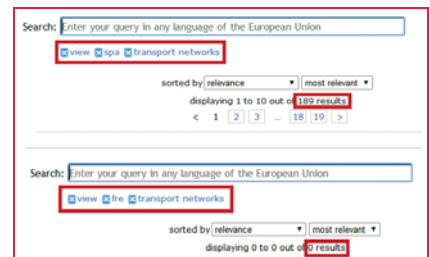 Search: Enter your query in any language of the European Union
view spa transport networks
sorted by relevance most relevant
displaying 1 to 10 out of 189 results
< 1 2 3 … 18 19 >
Search: Enter your query in any language of the European Union
view fre transport networks
sorted by relevance most relevant
displaying 0 to 0 out of 0 results